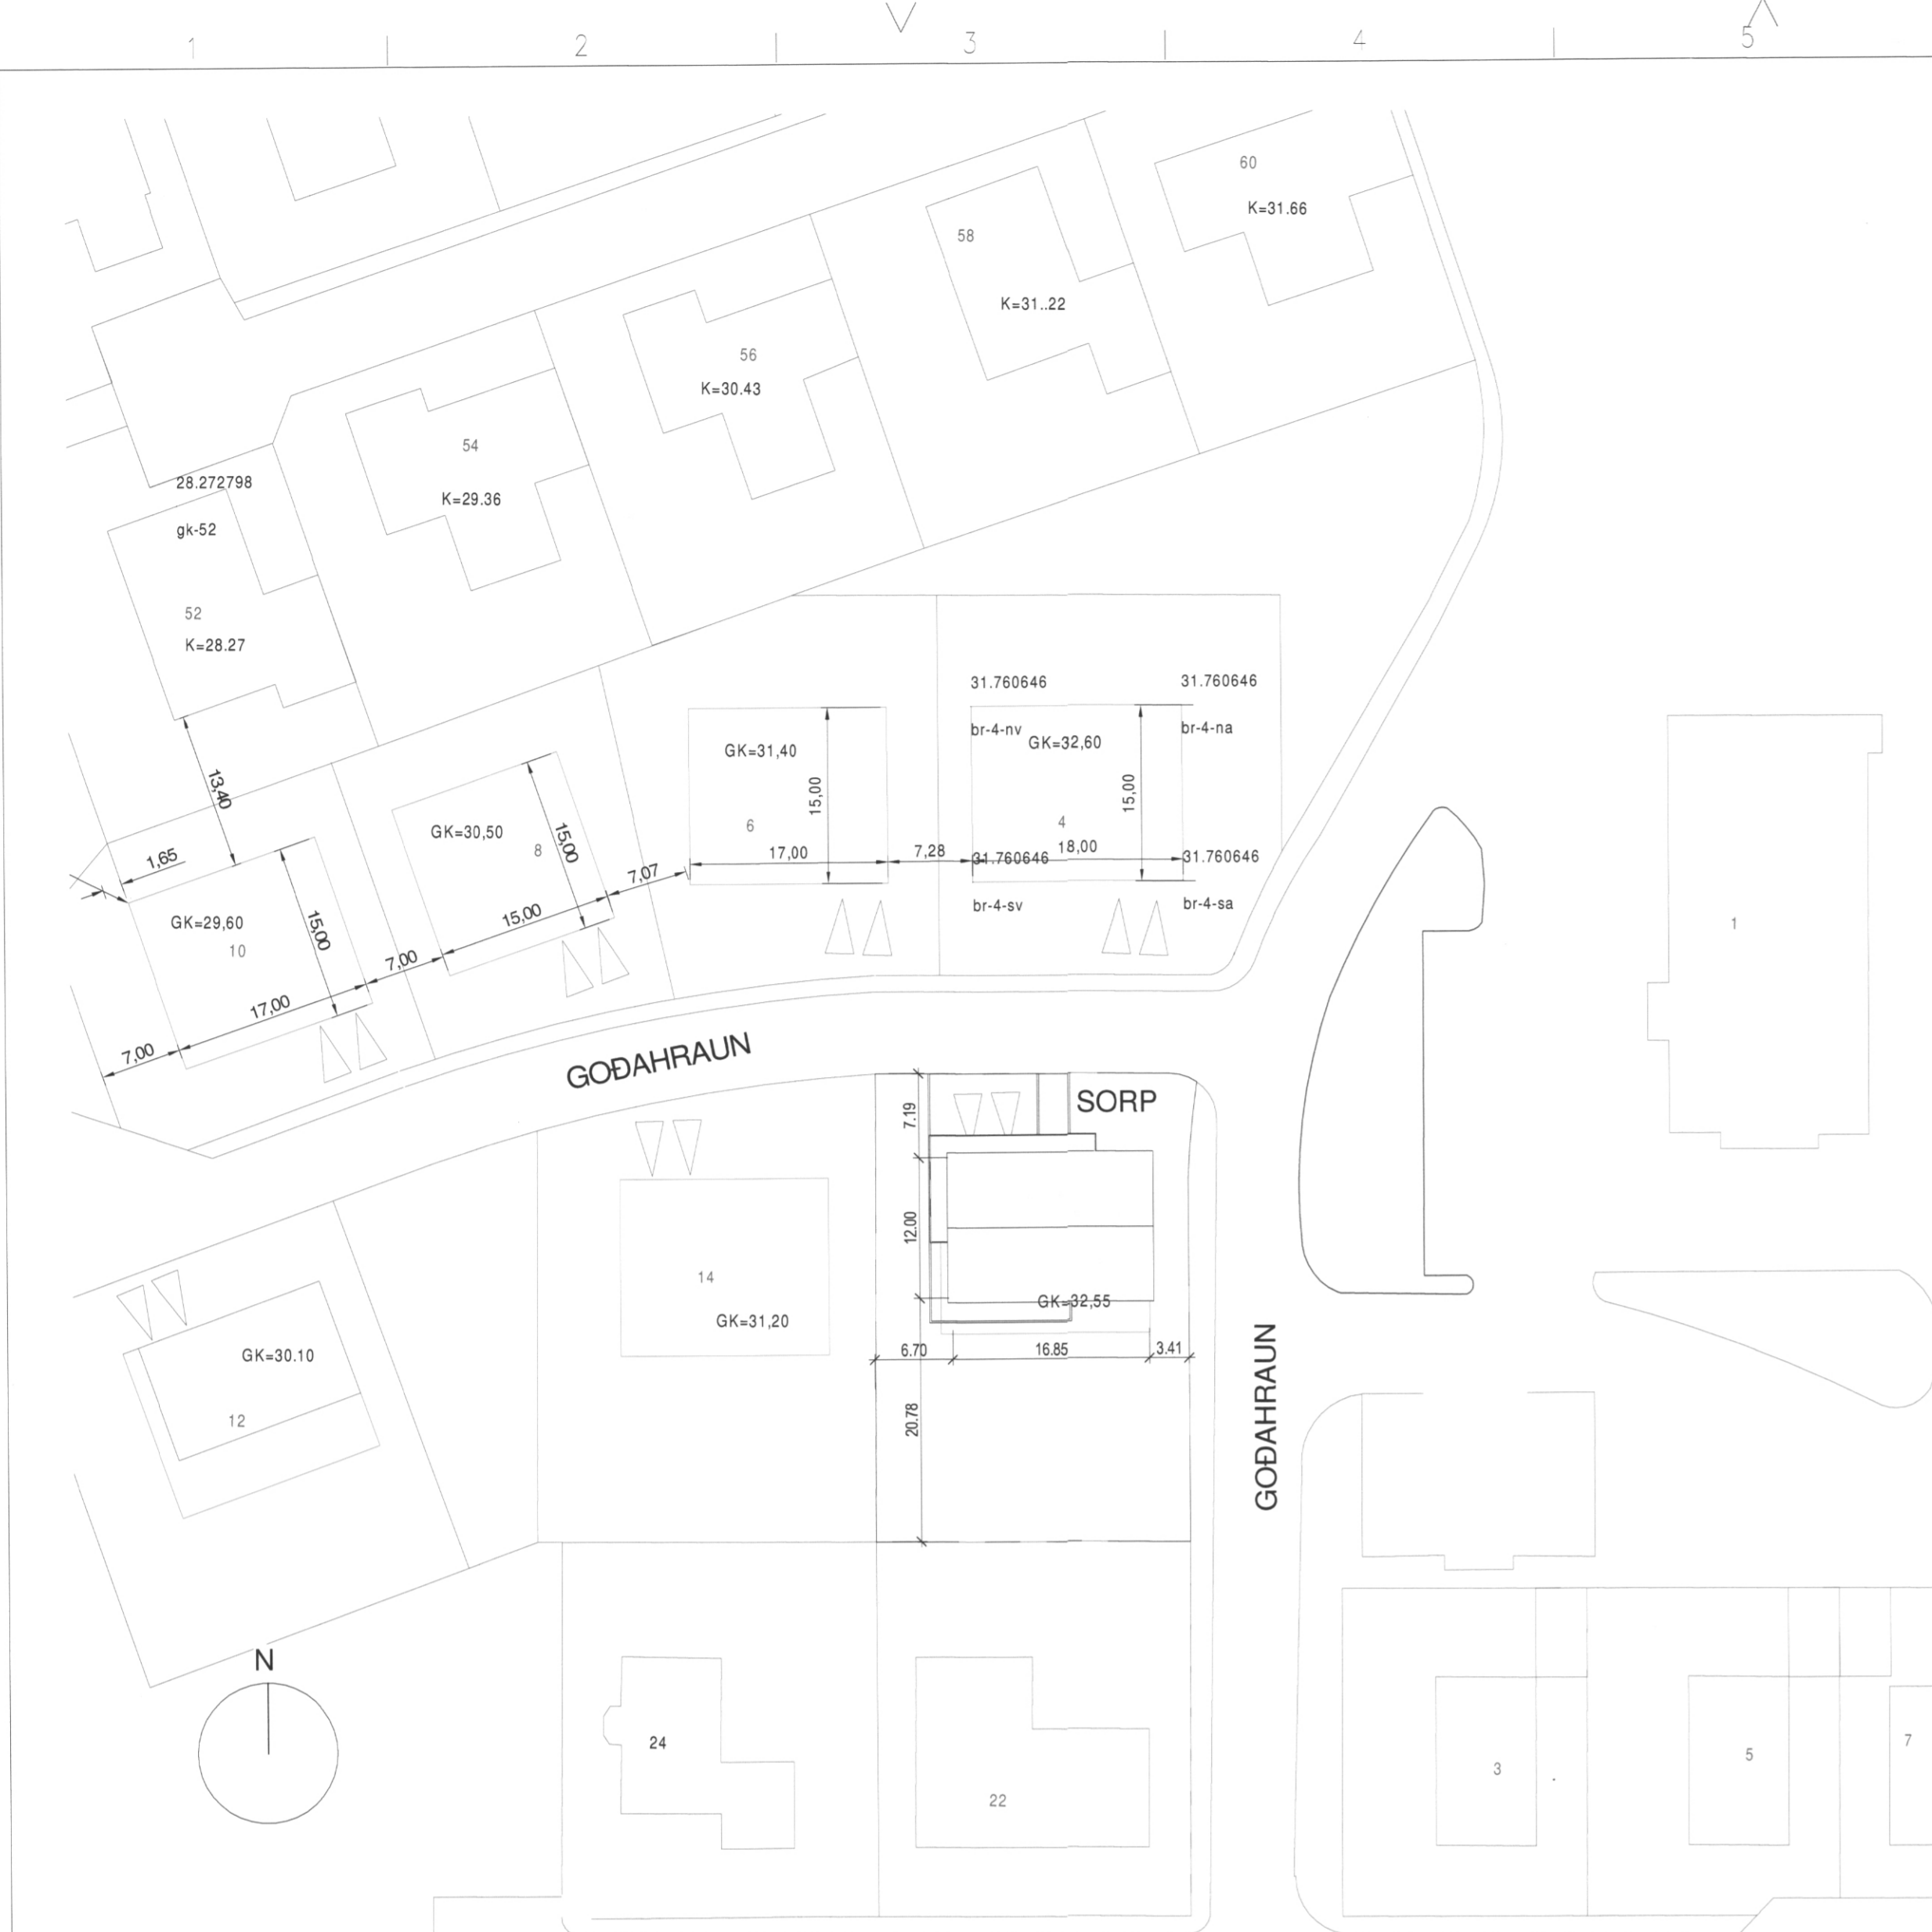 1 2 3 4 5
60
K=31.66
58
K=31..22
56
K=30.43
54
K=29.36
28.272798
gk-52
52
K=28.27
13,40
1,65
GK=29,60
10
15,00
17,00
7,00
7,00
GK=30,50
8
15,00
15,00
7,07
GK=31,40
6
15,00
17,00
7,28
31.760646
31.760646
br-4-nv
br-4-na
GK=32,60
15,00
4
18,00
31.760646
31.760646
br-4-sv
br-4-sa
1
GOÐAHRAUN
SORP
7.19
12.00
14
GK=31,20
GK=32,55
6.70
16.85
3.41
20.78
GOÐAHRAUN
GK=30.10
12
N
24
22
3
5
7